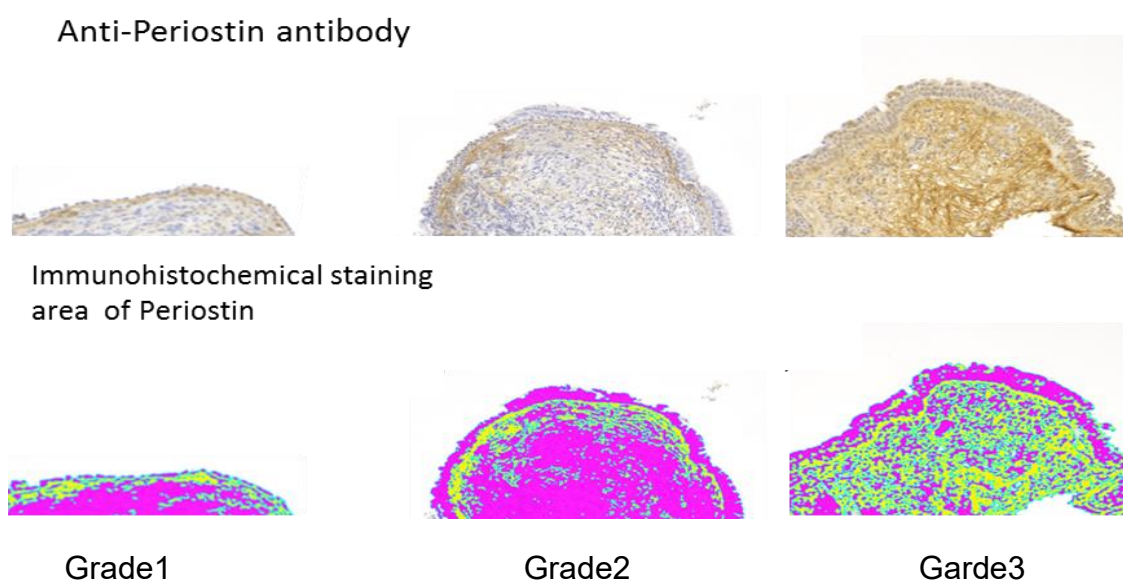 Anti-Periostin antibody
Immunohistochemical staining
area of Periostin
Grade1
Grade2
Garde3